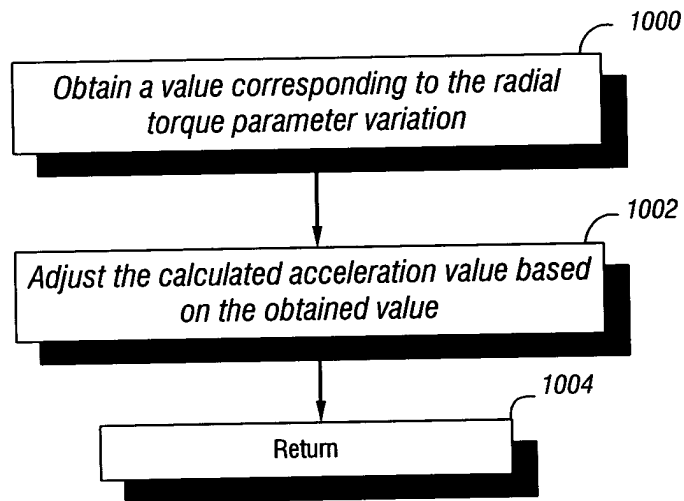 1000
Obtain a value corresponding to the radial
torque parameter variation
1002
Adjust the calculated acceleration value based
on the obtained value
1004
Return